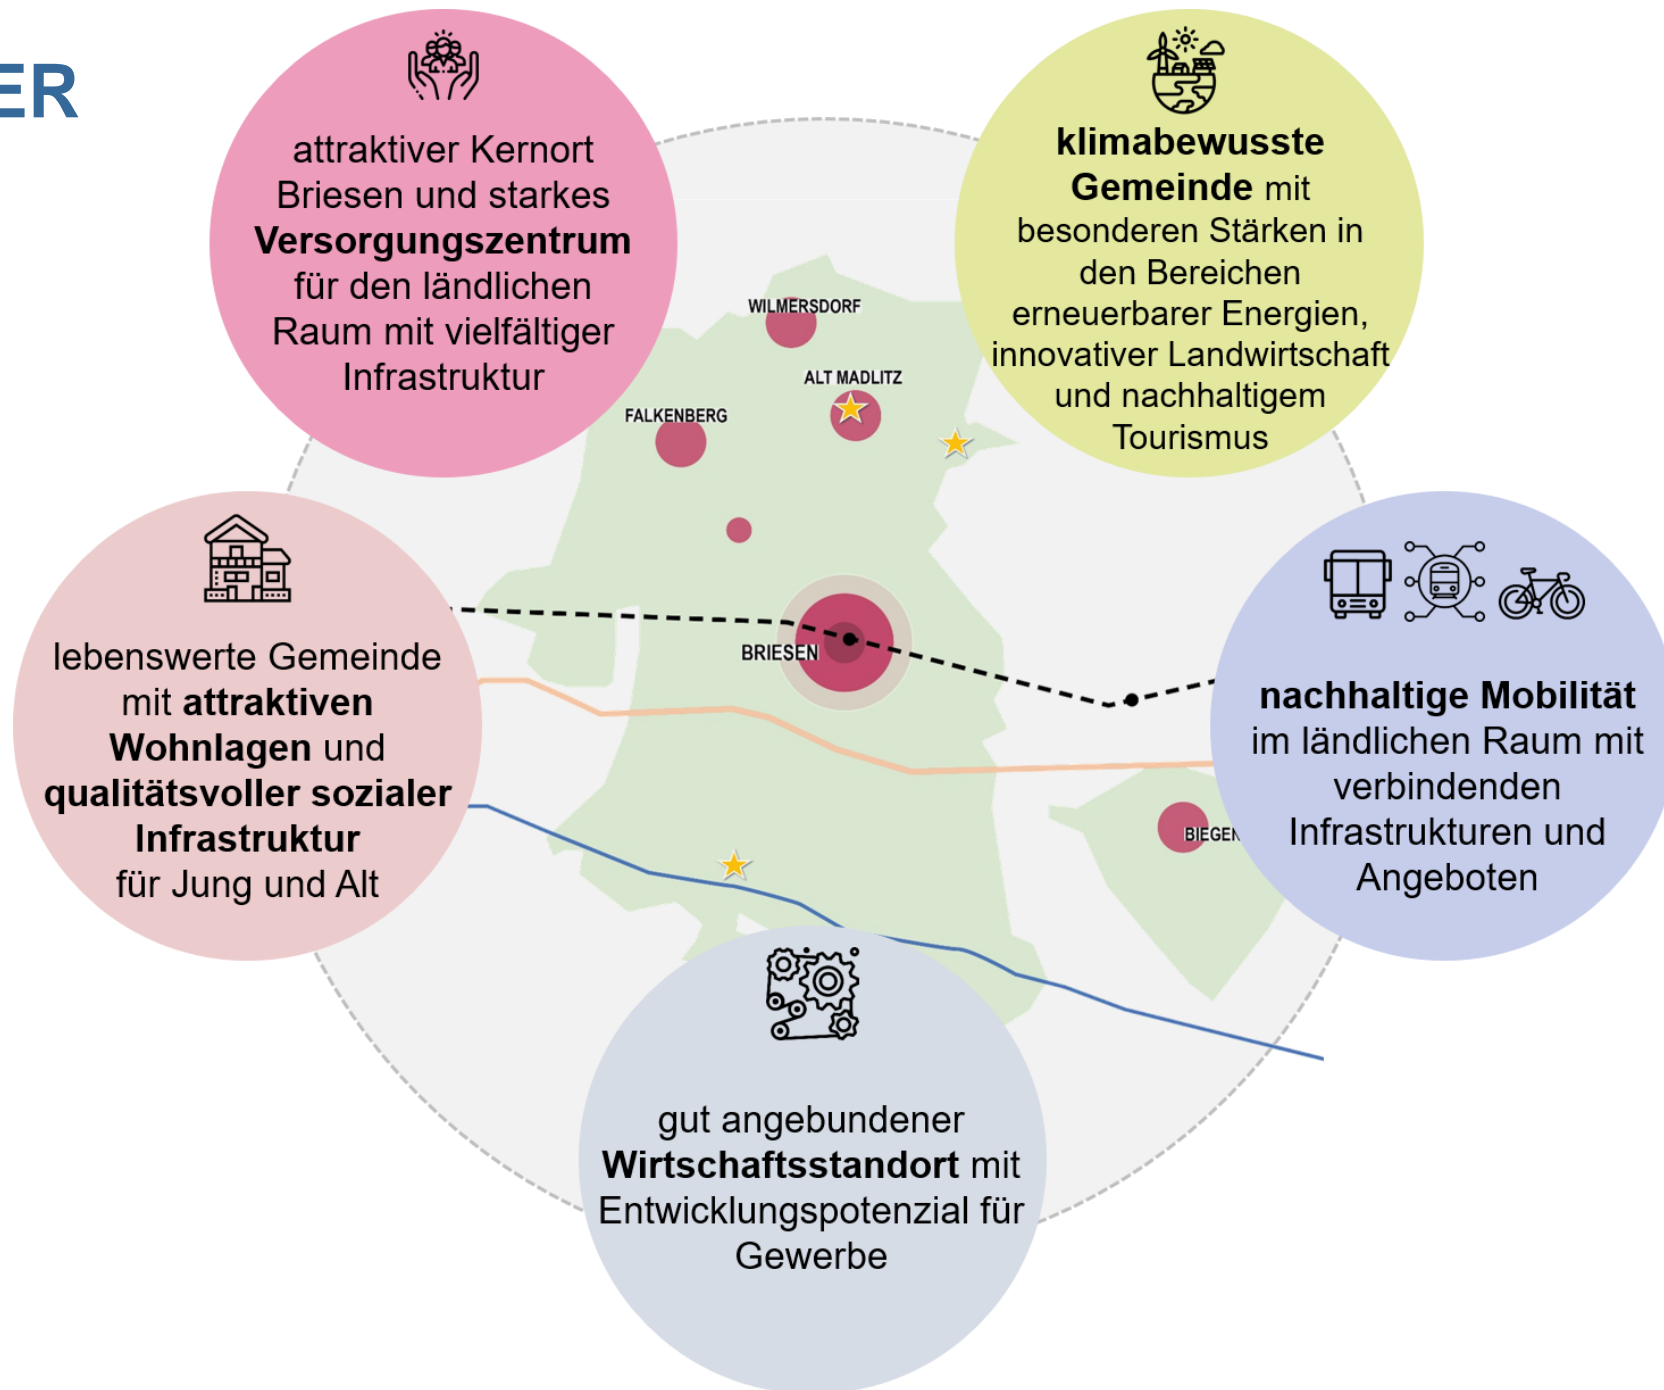 ER
attraktiver Kernort
Briesen und starkes
Versorgungszentrum
für den ländlichen
Raum mit vielfältiger
Infrastruktur
klimabewusste
Gemeinde mit
besonderen Stärken in
den Bereichen
erneuerbarer Energien,
innovativer Landwirtschaft
und nachhaltigem
Tourismus
WILMERSDORF
ALT MADLITZ
FALKENBERG
BRIESEN
BIEGEN
lebenswerte Gemeinde
mit attraktiven
Wohnlagen und
qualitätsvoller sozialer
Infrastruktur
für Jung und Alt
nachhaltige Mobilität
im ländlichen Raum mit
verbindenden
Infrastrukturen und
Angeboten
gut angebundener
Wirtschaftsstandort mit
Entwicklungspotenzial für
Gewerbe